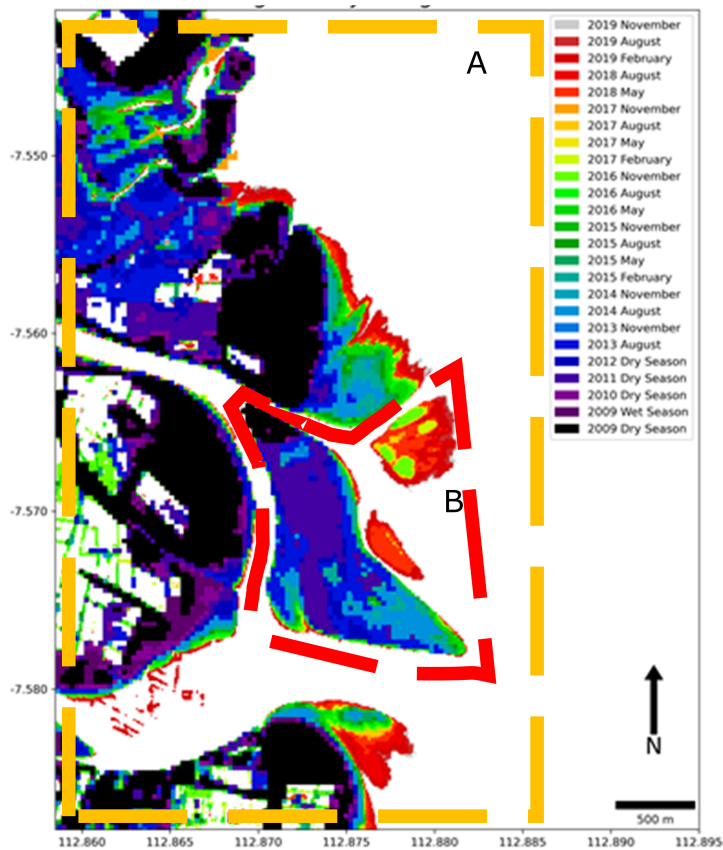 A
2019 November
2019 August
2019 February
2018 August
2018 May
2017 November
2017 August
2017 May
2017 February
2016 November
2016 August
2016 May
2015 November
2015 August
2015 May
2015 February
2014 November
2014 August
2013 November
2013 August
2012 Dry Season
2011 Dry Season
2010 Dry Season
2009 Wet Season
2009 Dry Season
-7.550
-7.560
B
-7.570
-7.580
N
500 m
112.860 112.865 112.870 112.875 112.880 112.885 112.890 112.895